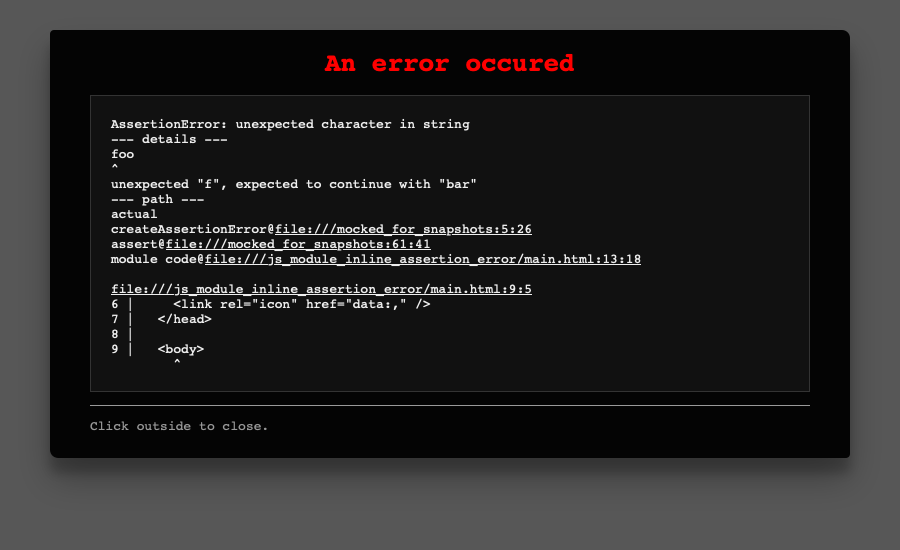 An error occured
AssertionError: unexpected character in string
--- details ---
foo
^
unexpected "f", expected to continue with "bar"
--- path ---
actual
createAssertionError@file:///mocked_for_snapshots:5:26
assert@file:///mocked_for_snapshots:61:41
module code@file:///js_module_inline_assertion_error/main.html:13:18
file:///js_module_inline_assertion_error/main.html:9:5
6 |     <link rel="icon" href="data:," />
7 |   </head>
8 |
9 |   <body>
        ^
Click outside to close.